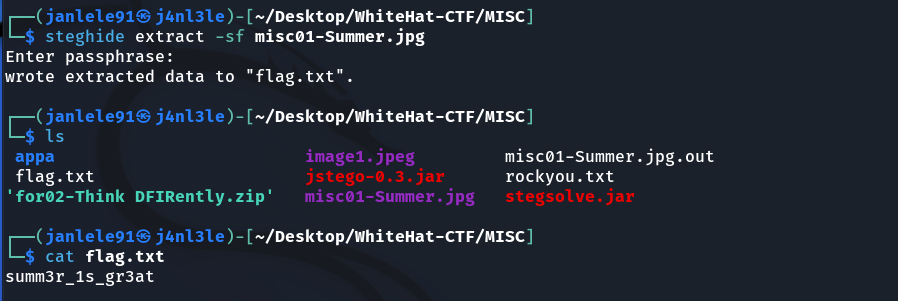 ┌──(janlele91㉿j4nl3le)-[~/Desktop/WhiteHat-CTF/MISC]
└─$ steghide extract -sf misc01-Summer.jpg
Enter passphrase:
wrote extracted data to "flag.txt".
┌──(janlele91㉿j4nl3le)-[~/Desktop/WhiteHat-CTF/MISC]
└─$ ls
appa image1.jpeg misc01-Summer.jpg.out
flag.txt jstego-0.3.jar rockyou.txt
'for02-Think DFIRently.zip' misc01-Summer.jpg stegsolve.jar
┌──(janlele91㉿j4nl3le)-[~/Desktop/WhiteHat-CTF/MISC]
└─$ cat flag.txt
summ3r_1s_gr3at